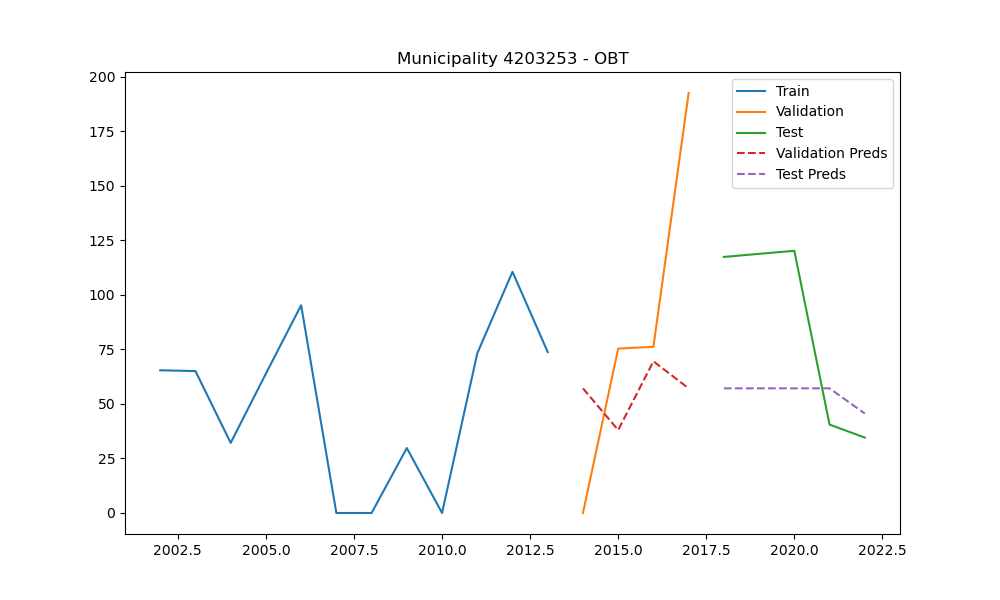 Municipality 4203253 - OBT
Train
Validation
Test
Validation Preds
Test Preds
200
175
150
125
100
75
50
25
0
2002.5 2005.0 2007.5 2010.0 2012.5 2015.0 2017.5 2020.0 2022.5